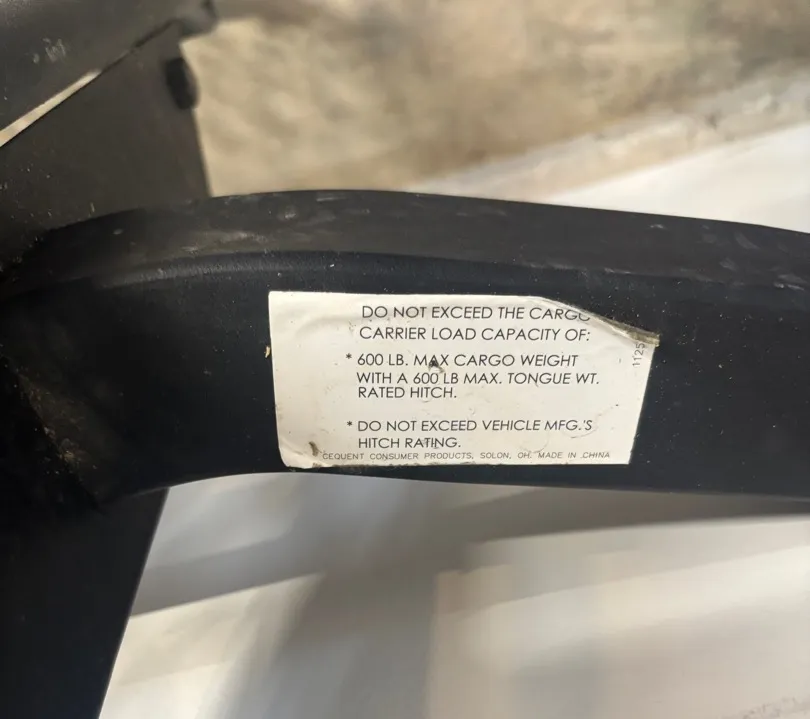 DO NOT EXCEED THE CARGO
CARRIER LOAD CAPACITY OF:
* 600 LB. MAX CARGO WEIGHT
WITH A 600 LB MAX. TONGUE WT.
RATED HITCH.
* DO NOT EXCEED VEHICLE MFG.'S
HITCH RATING.
CEQUENT CONSUMER PRODUCTS, SOLON, OH. MADE IN CHINA